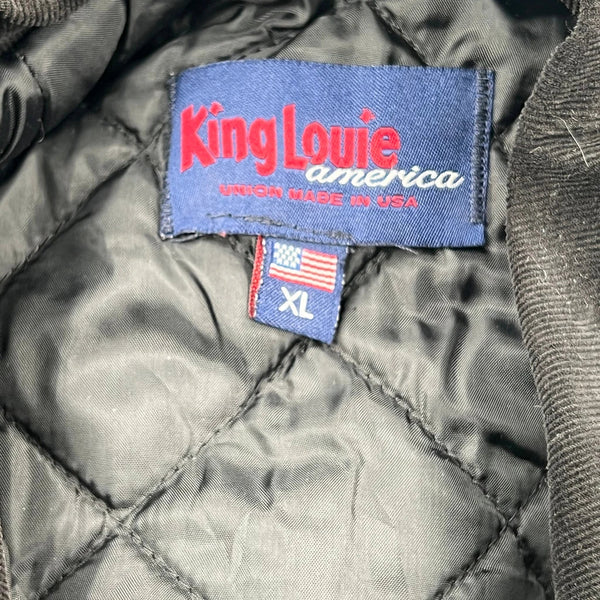 King Louie
america
UNION MADE IN USA
XL